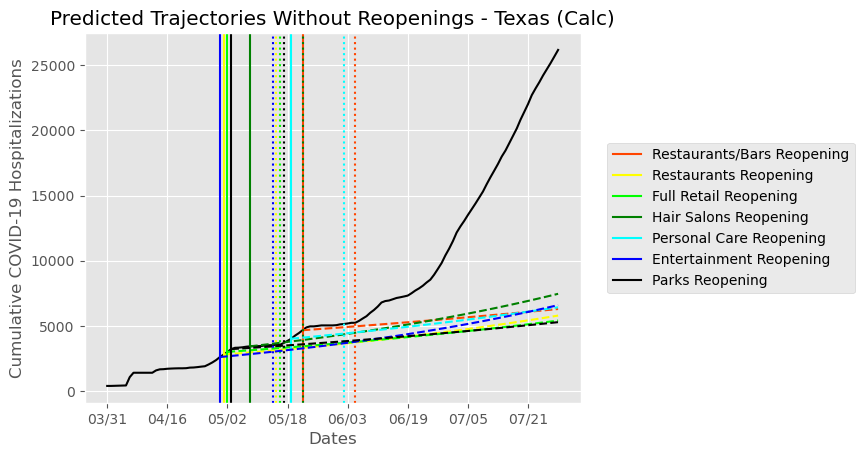 Predicted Trajectories Without Reopenings - Texas (Calc)
Cumulative COVID-19 Hospitalizations
25000
20000
15000
10000
5000
0
03/31 04/16 05/02 05/18 06/03 06/19 07/05 07/21
Dates
Restaurants/Bars Reopening
Restaurants Reopening
Full Retail Reopening
Hair Salons Reopening
Personal Care Reopening
Entertainment Reopening
Parks Reopening